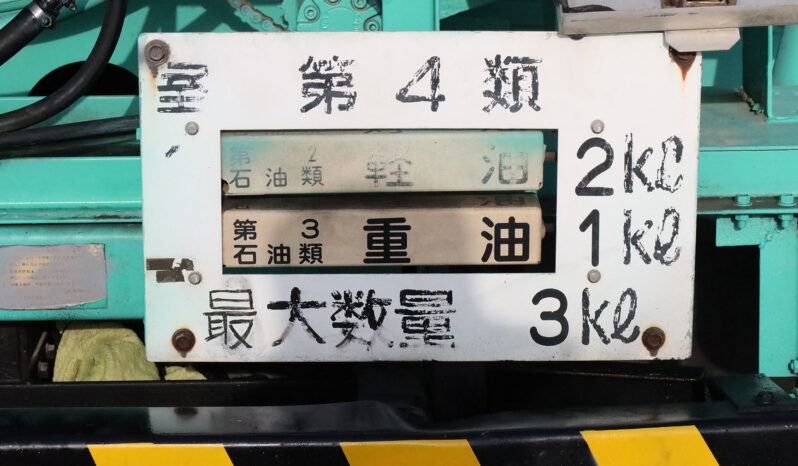 第4類
第2石油類 軽油 2kℓ
第3石油類 重油 1kℓ
最大数量 3kℓ